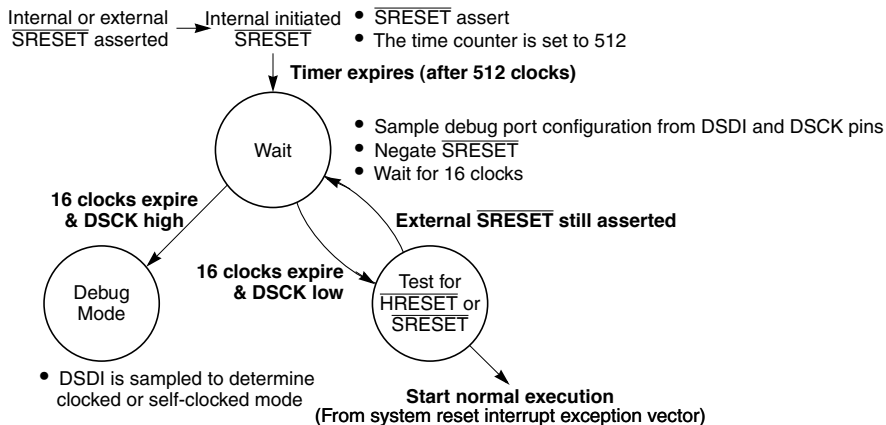 Internal or external
SRESET asserted
Internal initiated
SRESET
• SRESET assert
• The time counter is set to 512
Timer expires (after 512 clocks)
Wait
• Sample debug port configuration from DSDI and DSCK pins
• Negate SRESET
• Wait for 16 clocks
16 clocks expire
& DSCK high
External SRESET still asserted
16 clocks expire
& DSCK low
Debug
Mode
Test for
HRESET or
SRESET
• DSDI is sampled to determine
clocked or self-clocked mode
Start normal execution
(From system reset interrupt exception vector)